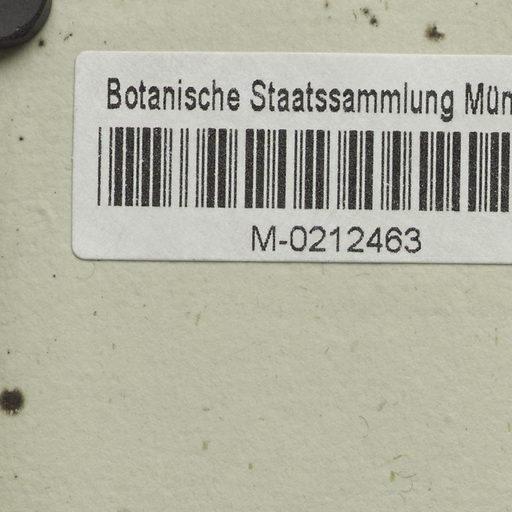 Botanische Staatssammlung Mün
M-0212463